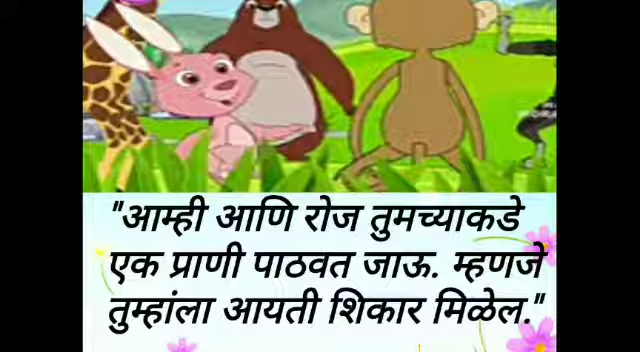 "आम्ही आणि रोज तुमच्याकडे
एक प्राणी पाठवत जाऊ. म्हणजे
तुम्हांला आयती शिकार मिळेल."